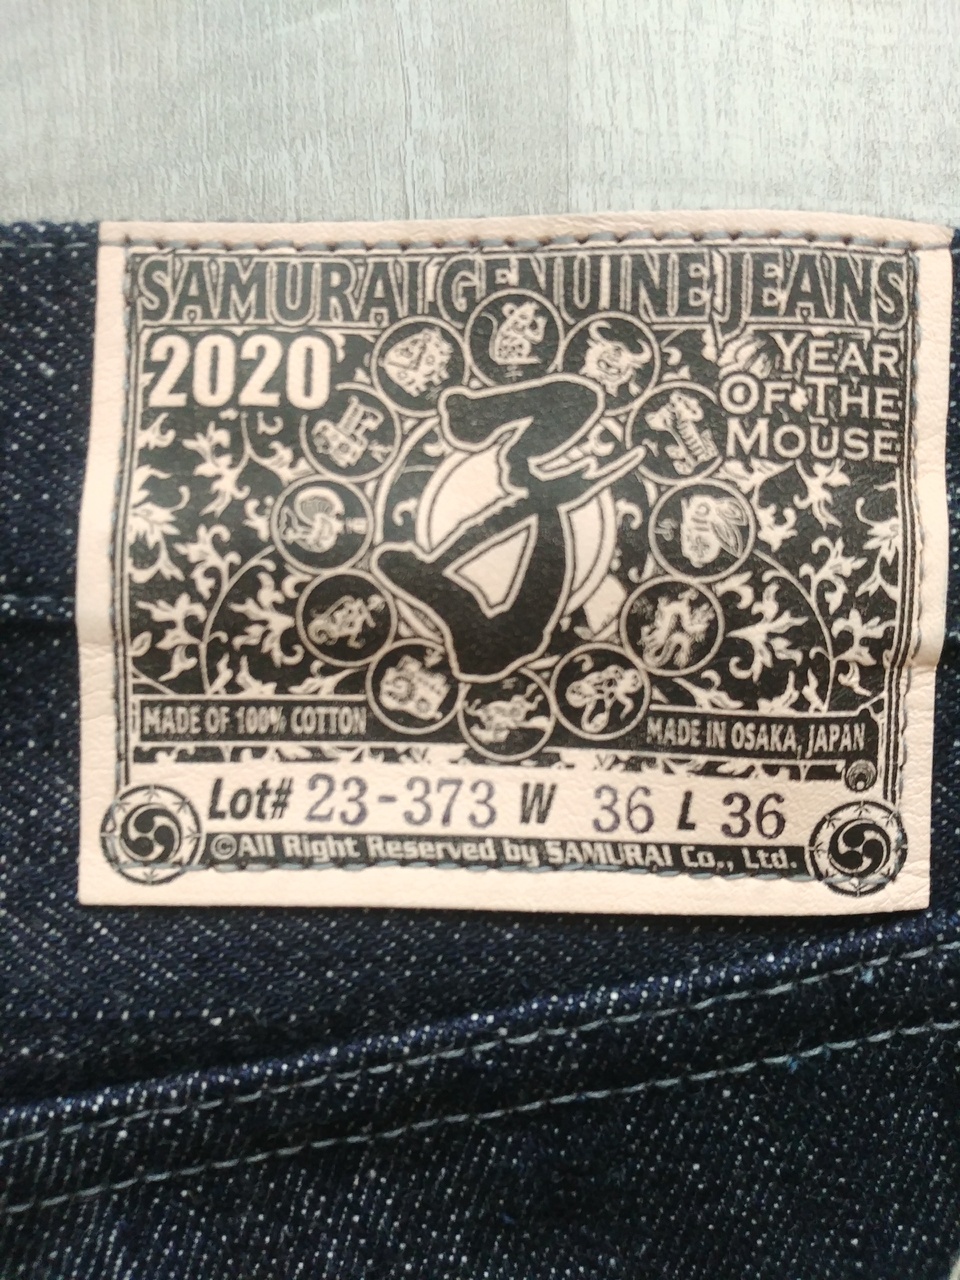 SAMURAI GENUINE JEANS
2020
YEAR
OF THE
MOUSE
子
MADE OF 100% COTTON
MADE IN OSAKA, JAPAN
Lot# 23-373 W 36 L 36
©All Right Reserved by SAMURAI Co., Ltd.